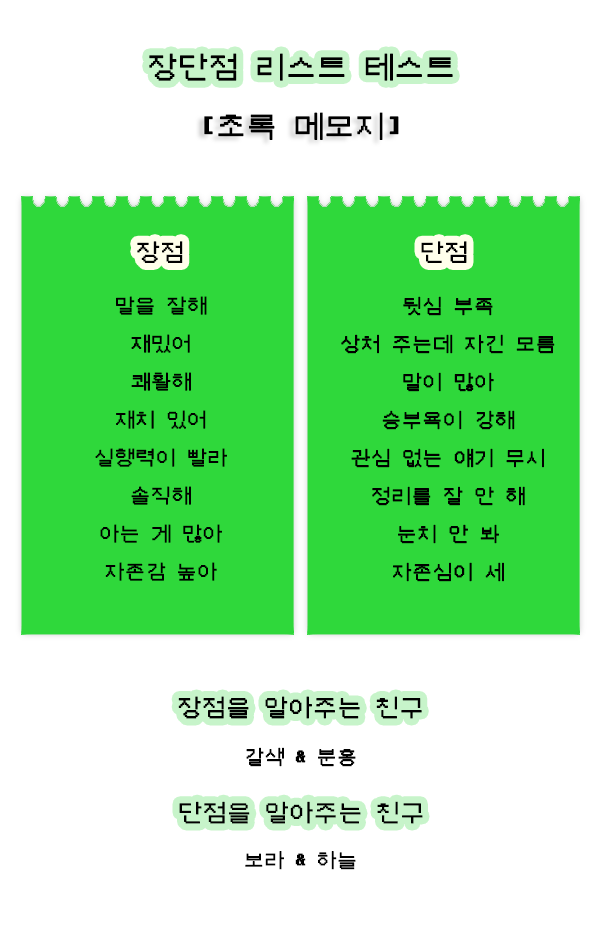 장단점 리스트 테스트
[초록 메모지]
장점
말을 잘해
재밌어
쾌활해
재치 있어
실행력이 빨라
솔직해
아는 게 많아
자존감 높아
단점
뒷심 부족
상처 주는데 자긴 모름
말이 많아
승부욕이 강해
관심 없는 얘기 무시
정리를 잘 안 해
눈치 안 봐
자존심이 세
장점을 알아주는 친구
갈색 & 분홍
단점을 알아주는 친구
보라 & 하늘